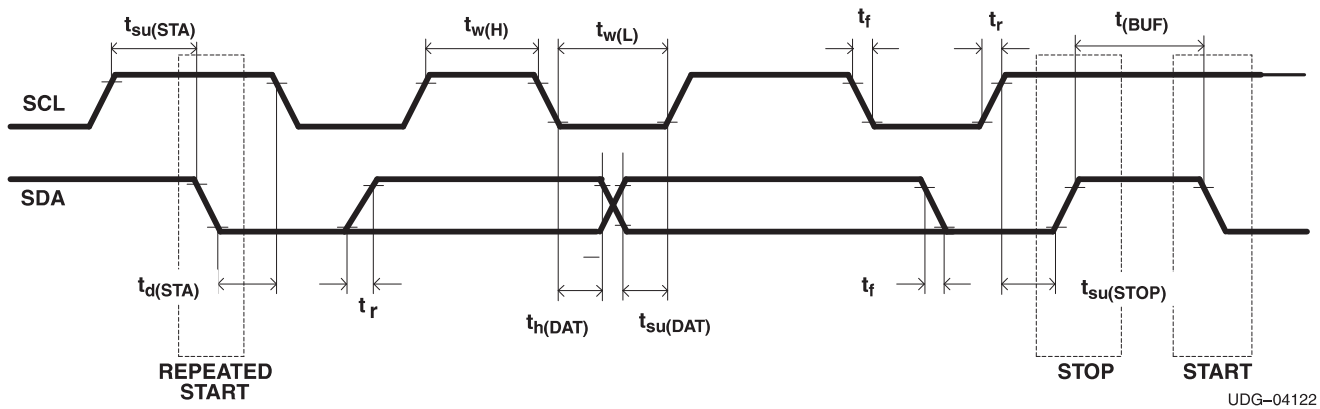 tsu(STA)
tw(H)
tw(L)
tf
tr
t(BUF)
SCL
SDA
td(STA)
tr
th(DAT)
tsu(DAT)
tf
tsu(STOP)
REPEATED
START
STOP
START
UDG–04122